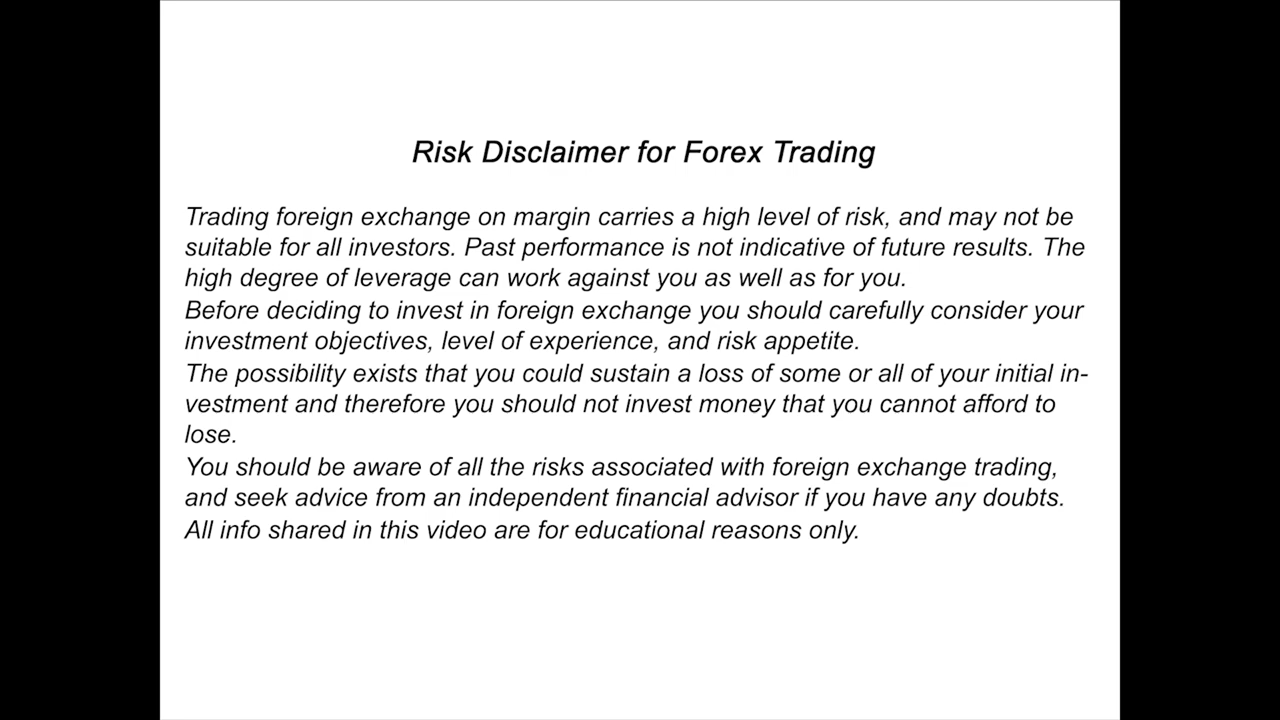 Risk Disclaimer for Forex Trading
Trading foreign exchange on margin carries a high level of risk, and may not be
suitable for all investors. Past performance is not indicative of future results. The
high degree of leverage can work against you as well as for you.
Before deciding to invest in foreign exchange you should carefully consider your
investment objectives, level of experience, and risk appetite.
The possibility exists that you could sustain a loss of some or all of your initial in-
vestment and therefore you should not invest money that you cannot afford to
lose.
You should be aware of all the risks associated with foreign exchange trading,
and seek advice from an independent financial advisor if you have any doubts.
All info shared in this video are for educational reasons only.